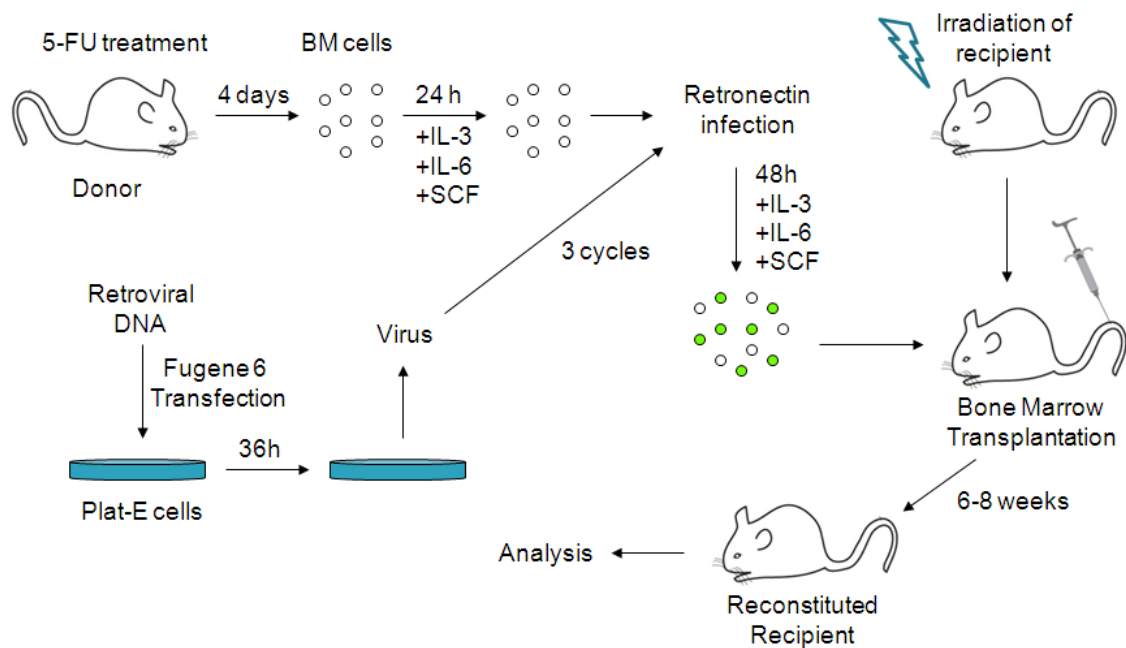 5-FU treatment
BM cells
Irradiation of
recipient
4 days
24 h
+IL-3
+IL-6
+SCF
Retronectin
infection
Donor
48h
+IL-3
+IL-6
+SCF
3 cycles
Retroviral
DNA
Virus
Fugene 6
Transfection
36h
Plat-E cells
Bone Marrow
Transplantation
6-8 weeks
Analysis
Reconstituted
Recipient